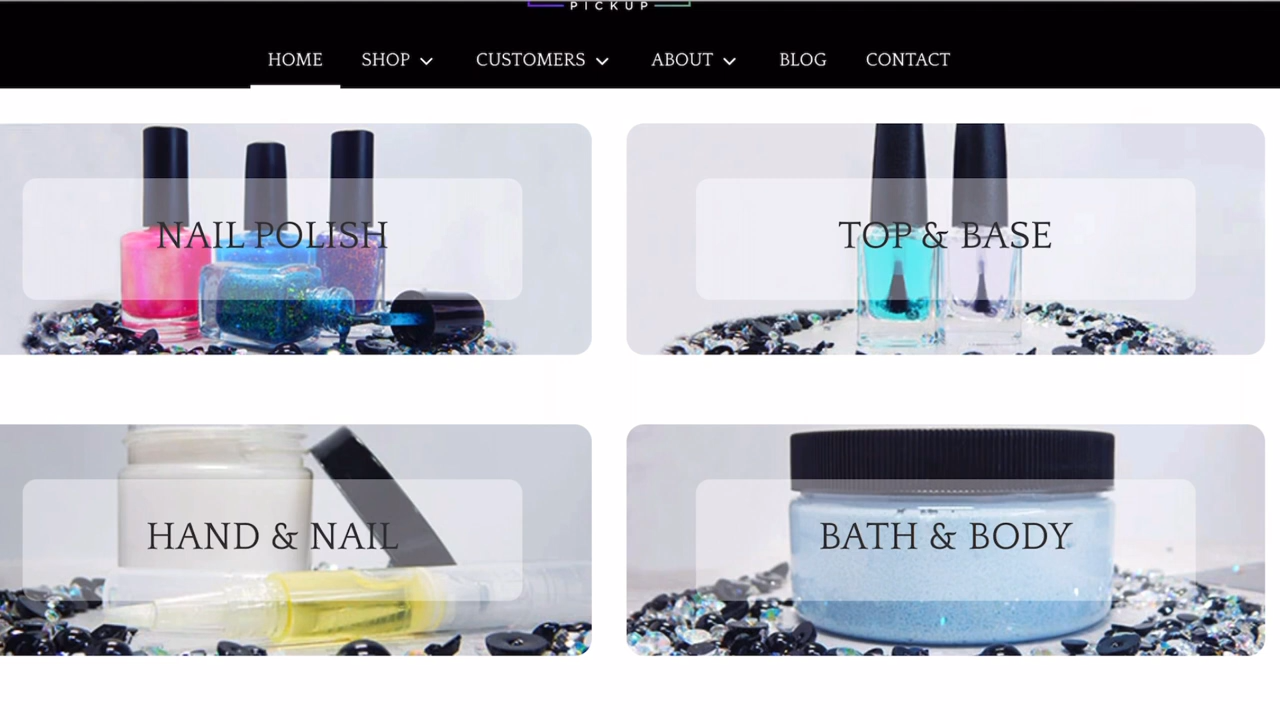 PICKUP
HOME SHOP CUSTOMERS ABOUT BLOG CONTACT
NAIL POLISH
TOP & BASE
HAND & NAIL
BATH & BODY